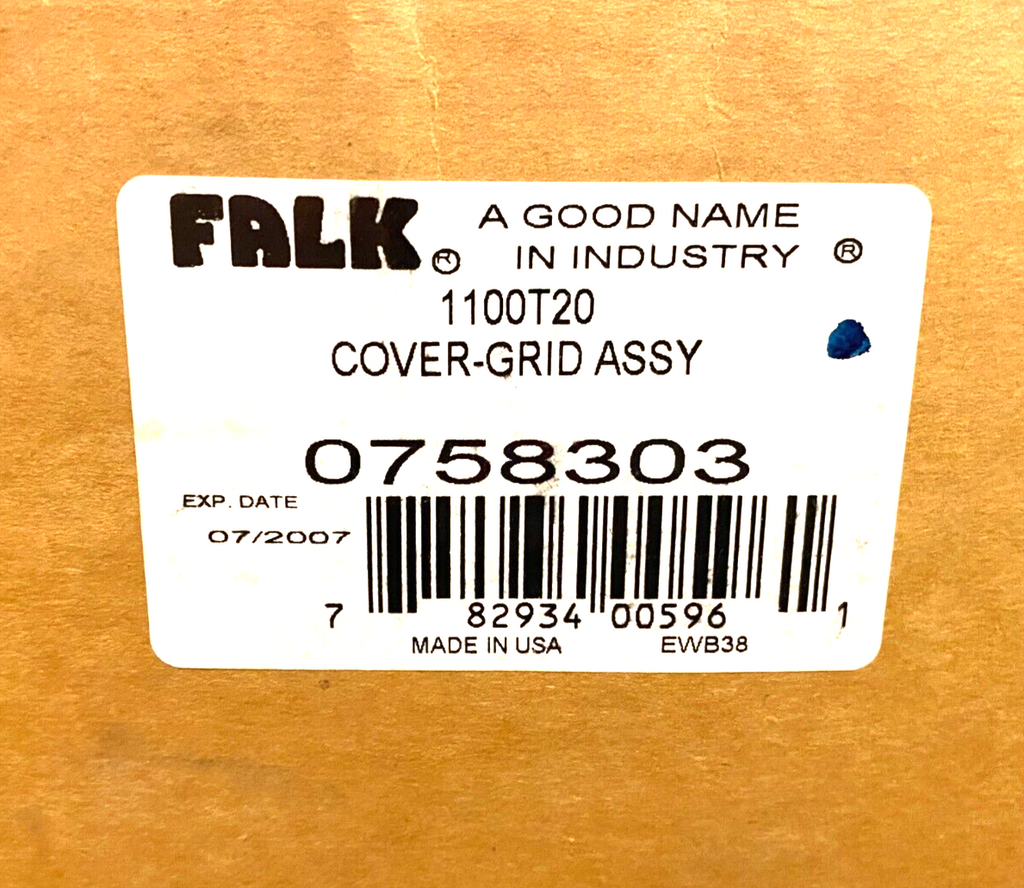 FALK ® A GOOD NAME
IN INDUSTRY ®
1100T20
COVER-GRID ASSY
0758303
EXP. DATE
07/2007
7 82934 00596 1
MADE IN USA EWB38